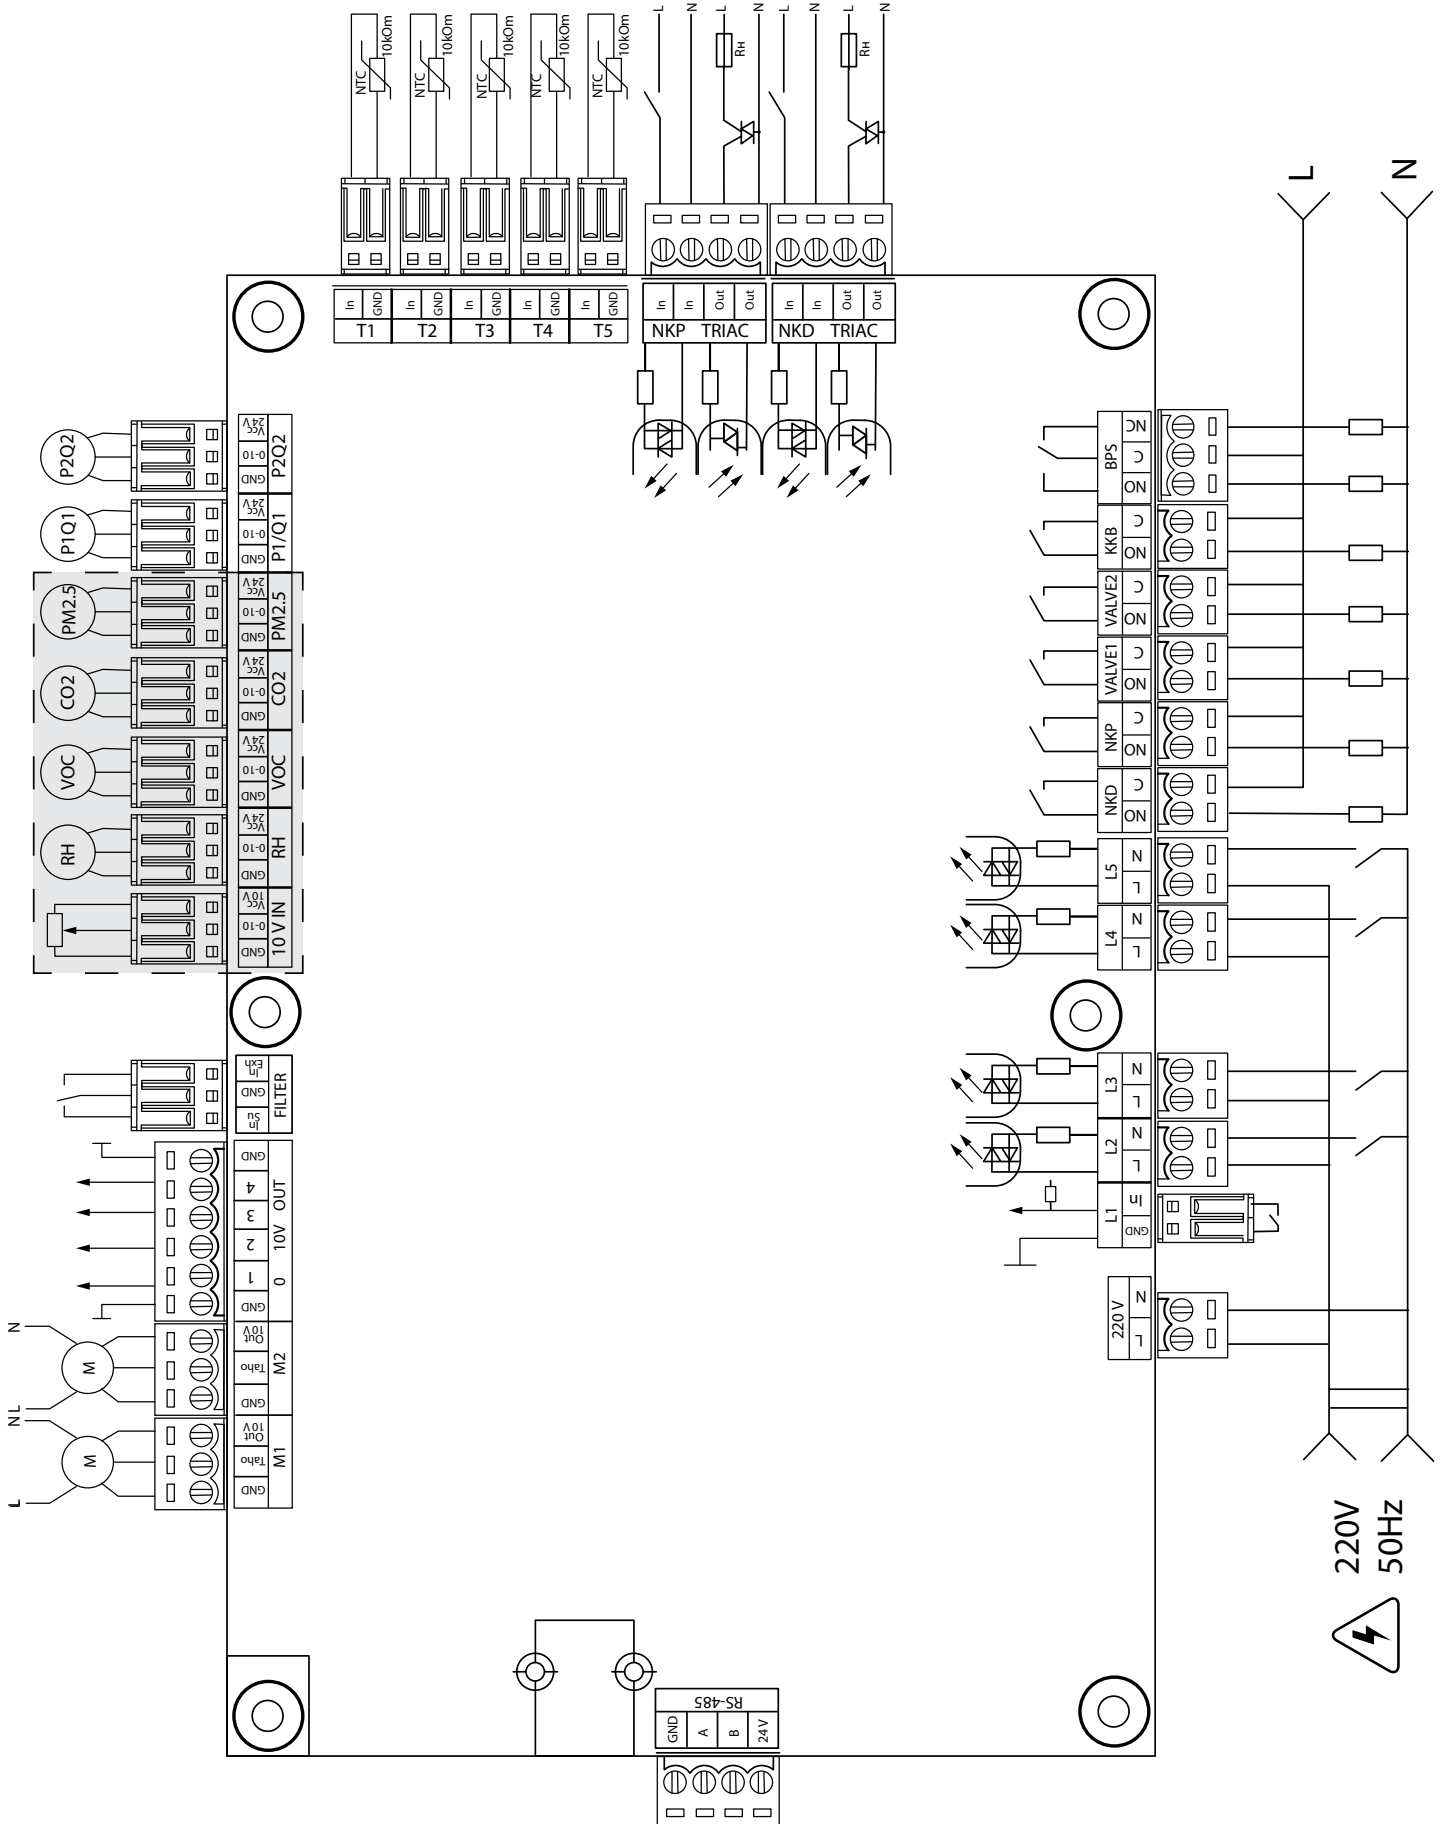 L N L N L N L N
10kOm 10kOm 10kOm 10kOm 10kOm
NTC NTC NTC NTC NTC
Rн Rн
In GND In GND In GND In GND In GND
T1 T2 T3 T4 T5
In In Out Out In In Out Out
NKP TRIAC NKD TRIAC
L
N
P2Q2
Vcc 24V 0-10 GND
P2Q2
P1Q1
Vcc 24V 0-10 GND
P1/Q1
PM2.5
Vcc 24V 0-10 GND
PM2.5
CO2
Vcc 24V 0-10 GND
CO2
VOC
Vcc 24V 0-10 GND
VOC
RH
Vcc 24V 0-10 GND
RH
Vcc 10V 0-10 GND
10 V IN
In Exh GND In Su
FILTER
GND 4 3 2 1 GND
0 10V OUT
N
M
L
Out 10V Taho GND
M2
N
M
L
Out 10V Taho GND
M1
BPS
NC C NO
KKB
C NO
VALVE2
C NO
VALVE1
C NO
NKP
C NO
NKD
C NO
L5
N L
L4
N L
L3
N L
L2
N L
L1
In GND
220 V
N L
220V
50Hz
RS-485
GND A B 24 V